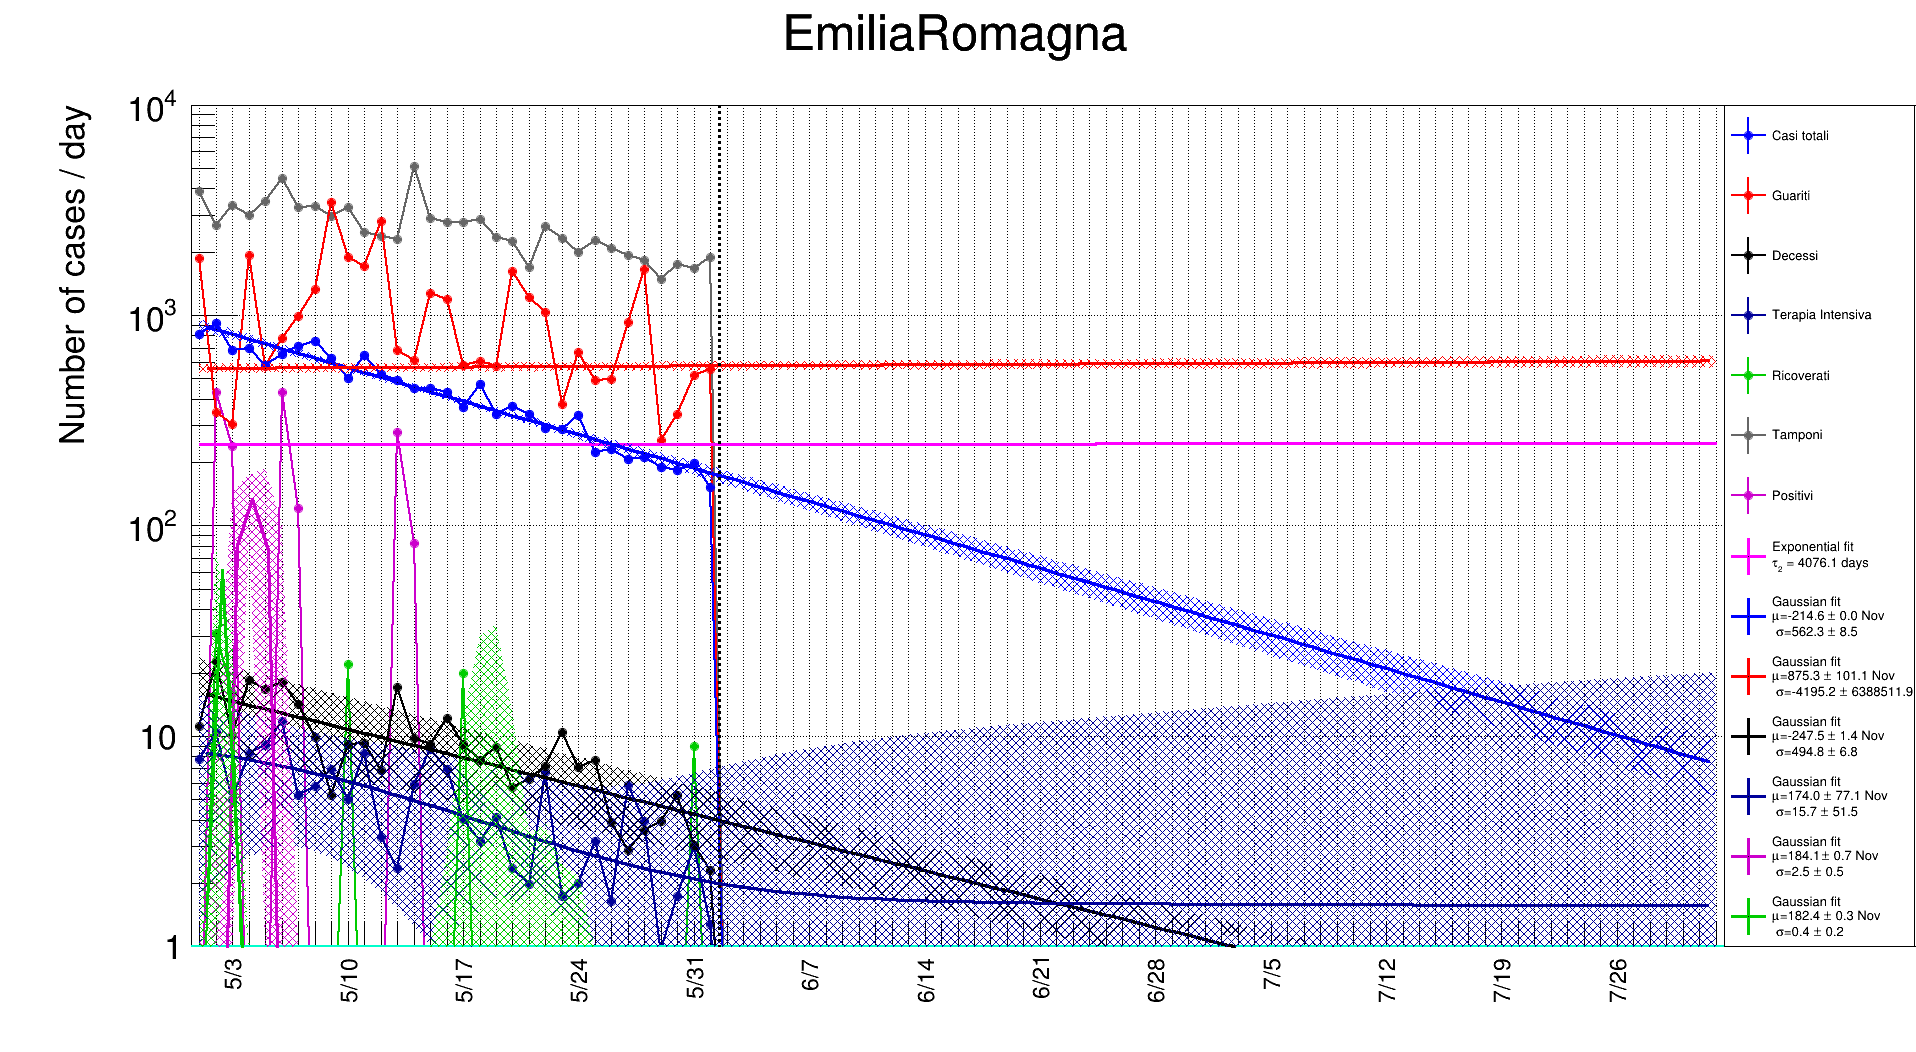 EmiliaRomagna
Number of cases / day
10⁴
10³
10²
10
1
5/3
5/10
5/17
5/24
5/31
6/7
6/14
6/21
6/28
7/5
7/12
7/19
7/26
Casi totali
Guariti
Decessi
Terapia Intensiva
Ricoverati
Tamponi
Positivi
Exponential fit
τ₂ = 4076.1 days
Gaussian fit
μ=-214.6 ± 0.0 Nov
σ=562.3 ± 8.5
Gaussian fit
μ=875.3 ± 101.1 Nov
σ=-4195.2 ± 6388511.9
Gaussian fit
μ=-247.5 ± 1.4 Nov
σ=494.8 ± 6.8
Gaussian fit
μ=174.0 ± 77.1 Nov
σ=15.7 ± 51.5
Gaussian fit
μ=184.1 ± 0.7 Nov
σ=2.5 ± 0.5
Gaussian fit
μ=182.4 ± 0.3 Nov
σ=0.4 ± 0.2